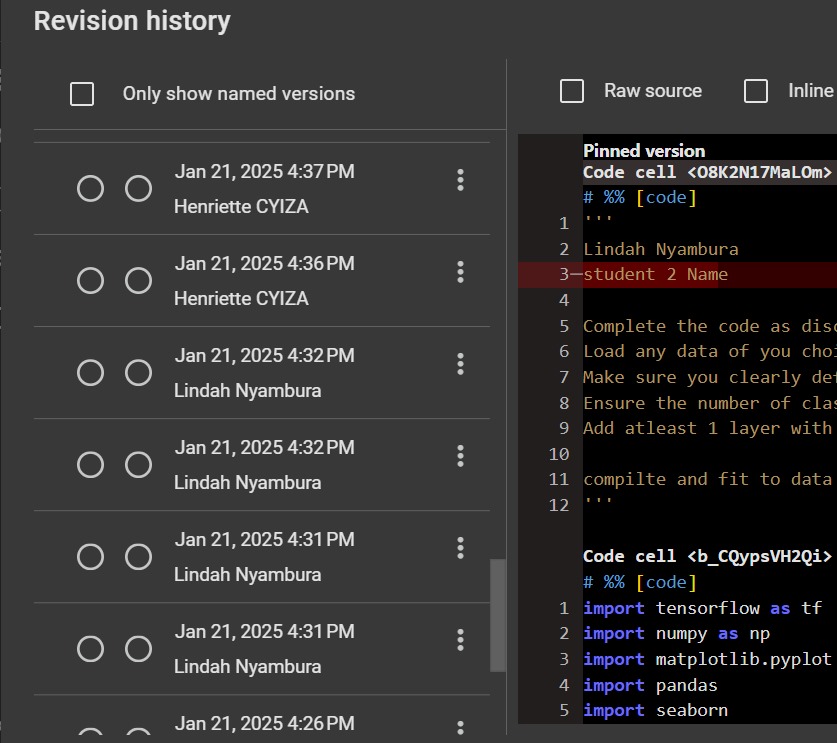 Revision history
Only show named versions
Jan 21, 2025 4:37 PM
Henriette CYIZA
Jan 21, 2025 4:36 PM
Henriette CYIZA
Jan 21, 2025 4:32 PM
Lindah Nyambura
Jan 21, 2025 4:32 PM
Lindah Nyambura
Jan 21, 2025 4:31 PM
Lindah Nyambura
Jan 21, 2025 4:31 PM
Lindah Nyambura
Jan 21, 2025 4:26 PM
Raw source
Inline
Pinned version
Code cell <O8K2N17MaLOm>
# %% [code]
1 '''
2 Lindah Nyambura
3 student 2 Name
4
5 Complete the code as disc
6 Load any data of you choi
7 Make sure you clearly def
8 Ensure the number of clas
9 Add atleast 1 layer with
10
11 compilte and fit to data
12 '''
Code cell <b_CQypsVH2Qi>
# %% [code]
1 import tensorflow as tf
2 import numpy as np
3 import matplotlib.pyplot
4 import pandas
5 import seaborn